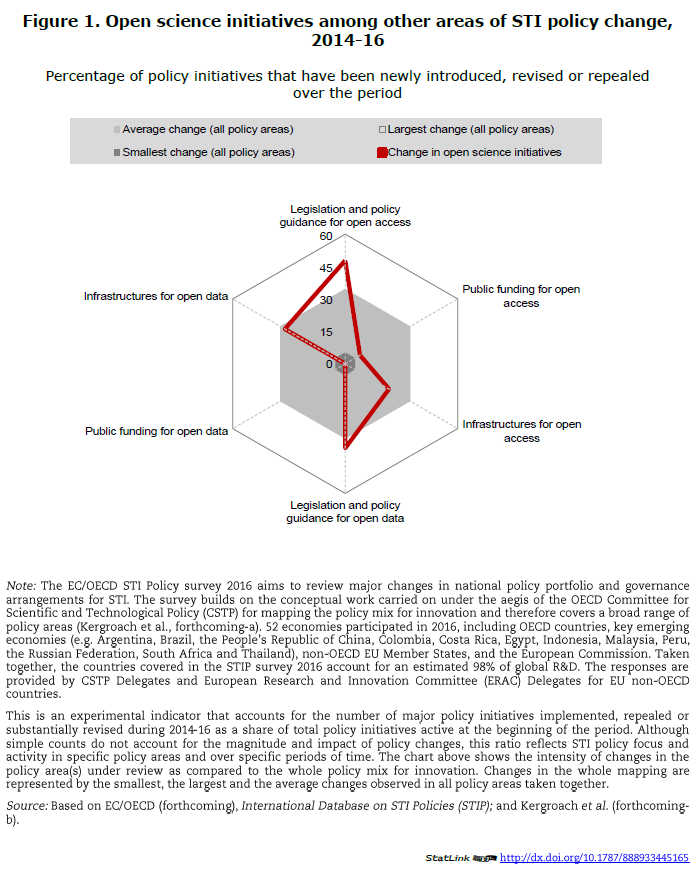 Figure 1. Open science initiatives among other areas of STI policy change,
2014-16
Percentage of policy initiatives that have been newly introduced, revised or repealed
over the period
Average change (all policy areas)
Largest change (all policy areas)
Smallest change (all policy areas)
Change in open science initiatives
Legislation and policy
guidance for open access
60
45
30
15
0
Infrastructures for open data
Public funding for open
access
Public funding for open data
Infrastructures for open
access
Legislation and policy
guidance for open data
Note: The EC/OECD STI Policy survey 2016 aims to review major changes in national policy portfolio and governance
arrangements for STI. The survey builds on the conceptual work carried on under the aegis of the OECD Committee for
Scientific and Technological Policy (CSTP) for mapping the policy mix for innovation and therefore covers a broad range of
policy areas (Kergroach et al., forthcoming-a). 52 economies participated in 2016, including OECD countries, key emerging
economies (e.g. Argentina, Brazil, the People's Republic of China, Colombia, Costa Rica, Egypt, Indonesia, Malaysia, Peru,
the Russian Federation, South Africa and Thailand), non-OECD EU Member States, and the European Commission. Taken
together, the countries covered in the STIP survey 2016 account for an estimated 98% of global R&D. The responses are
provided by CSTP Delegates and European Research and Innovation Committee (ERAC) Delegates for EU non-OECD
countries.
This is an experimental indicator that accounts for the number of major policy initiatives implemented, repealed or
substantially revised during 2014-16 as a share of total policy initiatives active at the beginning of the period. Although
simple counts do not account for the magnitude and impact of policy changes, this ratio reflects STI policy focus and
activity in specific policy areas and over specific periods of time. The chart above shows the intensity of changes in the
policy area(s) under review as compared to the whole policy mix for innovation. Changes in the whole mapping are
represented by the smallest, the largest and the average changes observed in all policy areas taken together.
Source: Based on EC/OECD (forthcoming), International Database on STI Policies (STIP); and Kergroach et al. (forthcoming-
b).
StatLink http://dx.doi.org/10.1787/888933445165